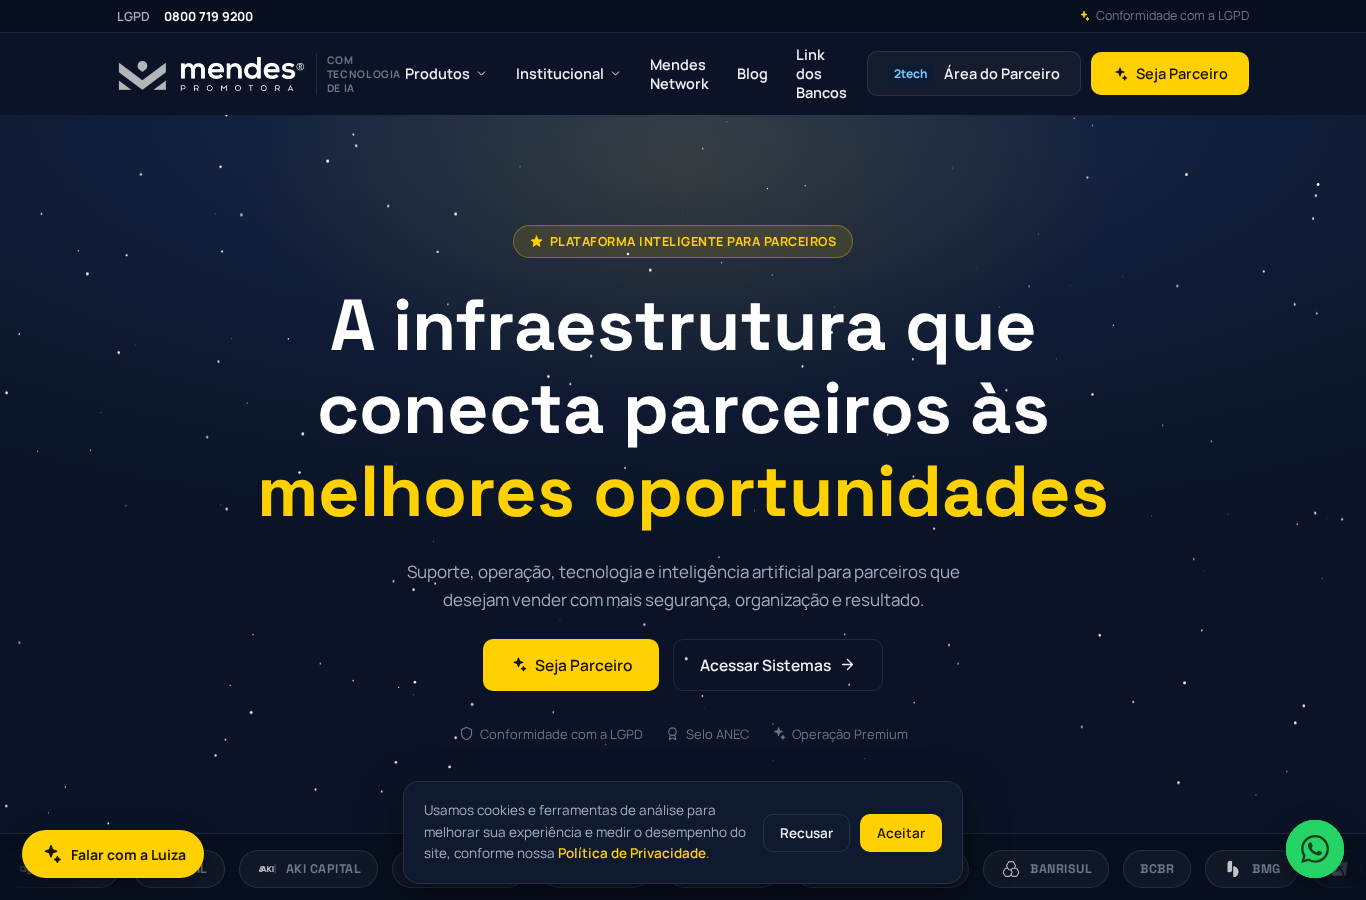 LGPD 0800 719 9200
Conformidade com a LGPD
mendes®
PROMOTORA
COM
TECNOLOGIA
DE IA
Produtos
Institucional
Mendes
Network
Blog
Link
dos
Bancos
2tech Área do Parceiro
Seja Parceiro
PLATAFORMA INTELIGENTE PARA PARCEIROS
A infraestrutura que
conecta parceiros às
melhores oportunidades
Suporte, operação, tecnologia e inteligência artificial para parceiros que
desejam vender com mais segurança, organização e resultado.
Seja Parceiro
Acessar Sistemas
Conformidade com a LGPD
Selo ANEC
Operação Premium
Usamos cookies e ferramentas de análise para
melhorar sua experiência e medir o desempenho do
site, conforme nossa Política de Privacidade.
Recusar
Aceitar
Falar com a Luiza
AKI AKI CAPITAL
BANRISUL
BCBR
BMG